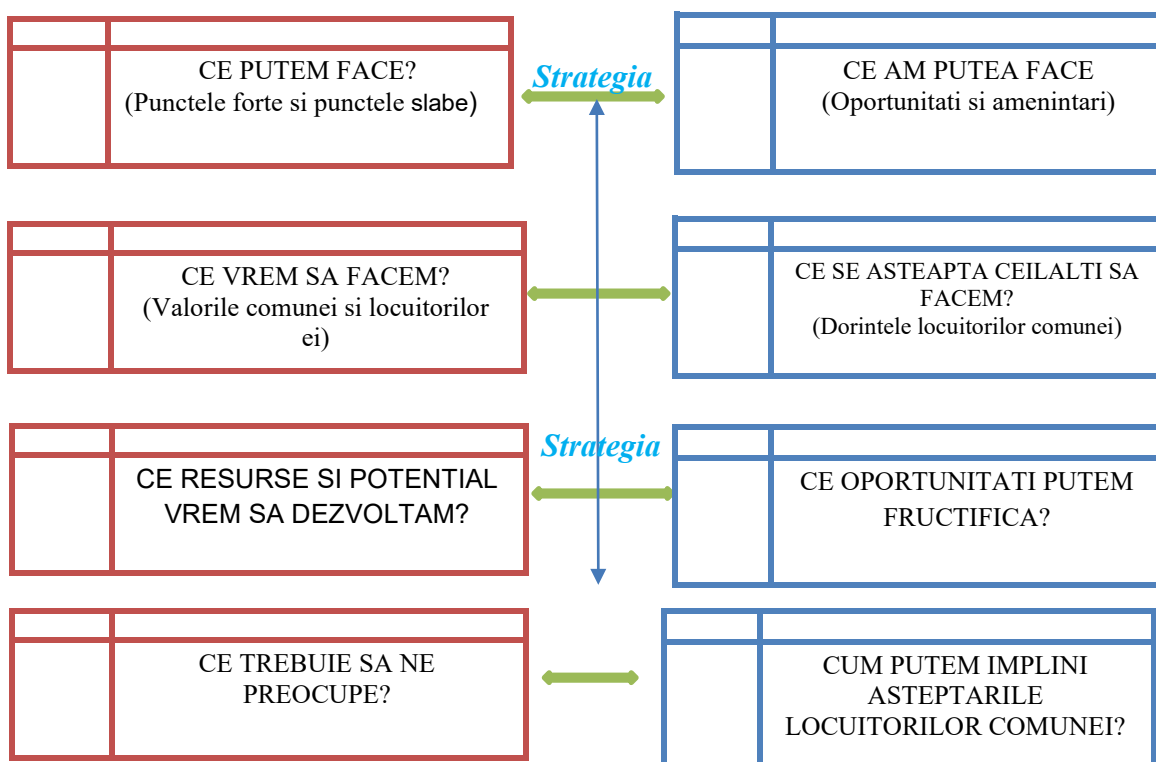 CE PUTEM FACE?
(Punctele forte si punctele slabe)
Strategia
CE AM PUTEA FACE
(Oportunitati si amenintari)
CE VREM SA FACEM?
(Valorile comunei si locuitorilor
ei)
CE SE ASTEAPTA CEILALTI SA
FACEM?
(Dorintele locuitorilor comunei)
CE RESURSE SI POTENTIAL
VREM SA DEZVOLTAM?
Strategia
CE OPORTUNITATI PUTEM
FRUCTIFICA?
CE TREBUIE SA NE
PREOCUPE?
CUM PUTEM IMPLINI
ASTEPTARILE
LOCUITORILOR COMUNEI?